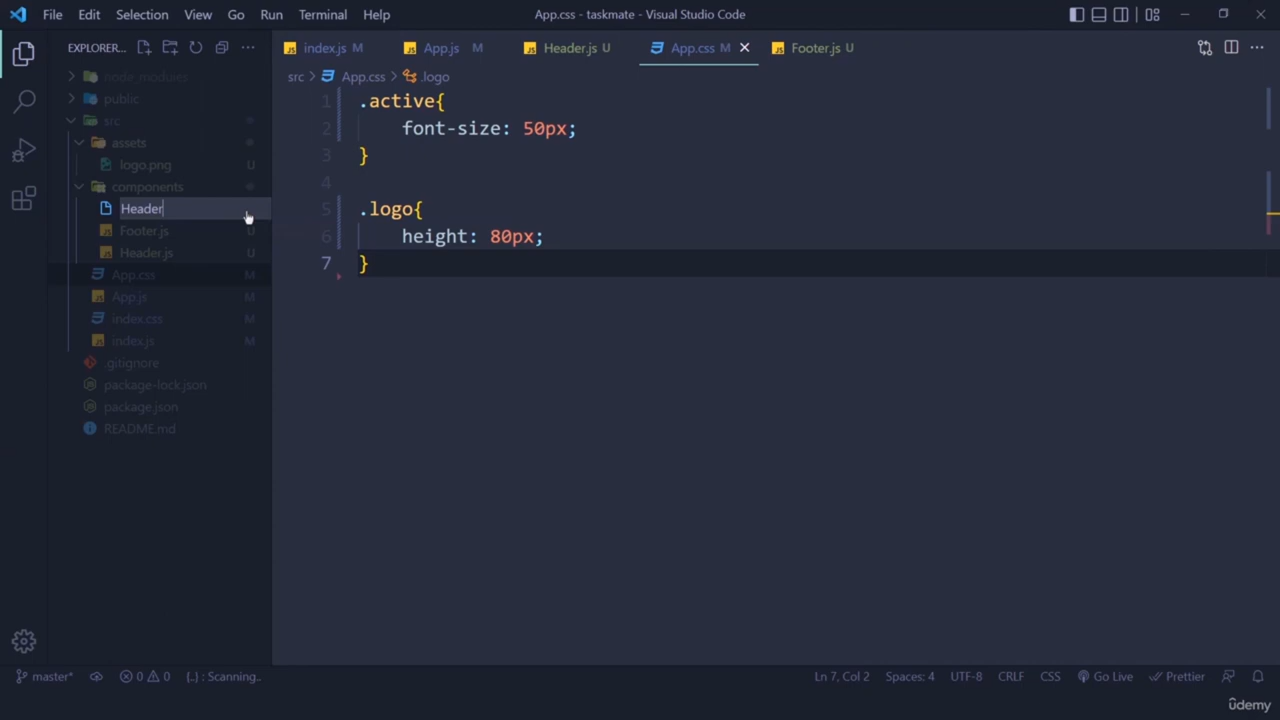 File Edit Selection View Go Run Terminal Help App.css - taskmate - Visual Studio Code
EXPLORER... index.js M App.js M Header.js U App.css M Footer.js U
node_modules
public
src
assets
logo.png U
components
Header
Footer.js U
Header.js U
App.css M
App.js M
index.css M
index.js M
.gitignore
package-lock.json
package.json
README.md
src > App.css > .logo
1 .active{
2 font-size: 50px;
3 }
4
5 .logo{
6 height: 80px;
7 }
master* 0 0 {..} : Scanning.. Ln 7, Col 2 Spaces: 4 UTF-8 CRLF CSS Go Live Prettier
ûdemy